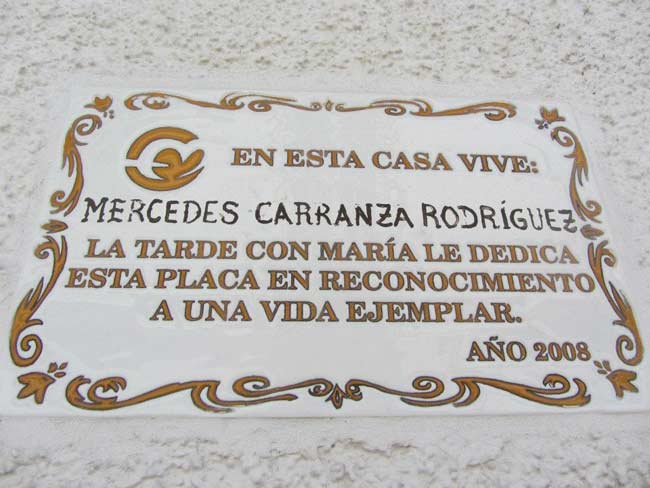 EN ESTA CASA VIVE:
MERCEDES CARRANZA RODRÍGUEZ
LA TARDE CON MARÍA LE DEDICA
ESTA PLACA EN RECONOCIMIENTO
A UNA VIDA EJEMPLAR.
AÑO 2008